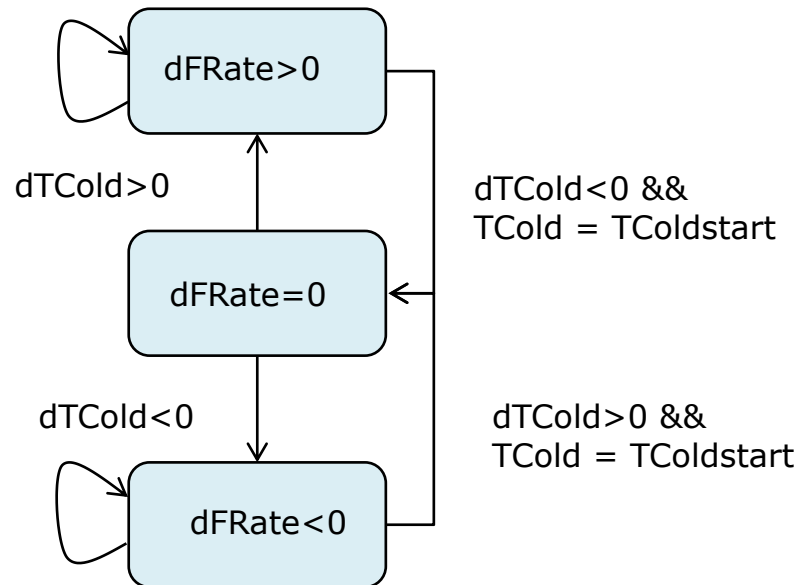 dFRate>0
dTCold>0
dTCold<0 &&
TCold = TColdstart
dFRate=0
dTCold<0
dTCold>0 &&
TCold = TColdstart
dFRate<0